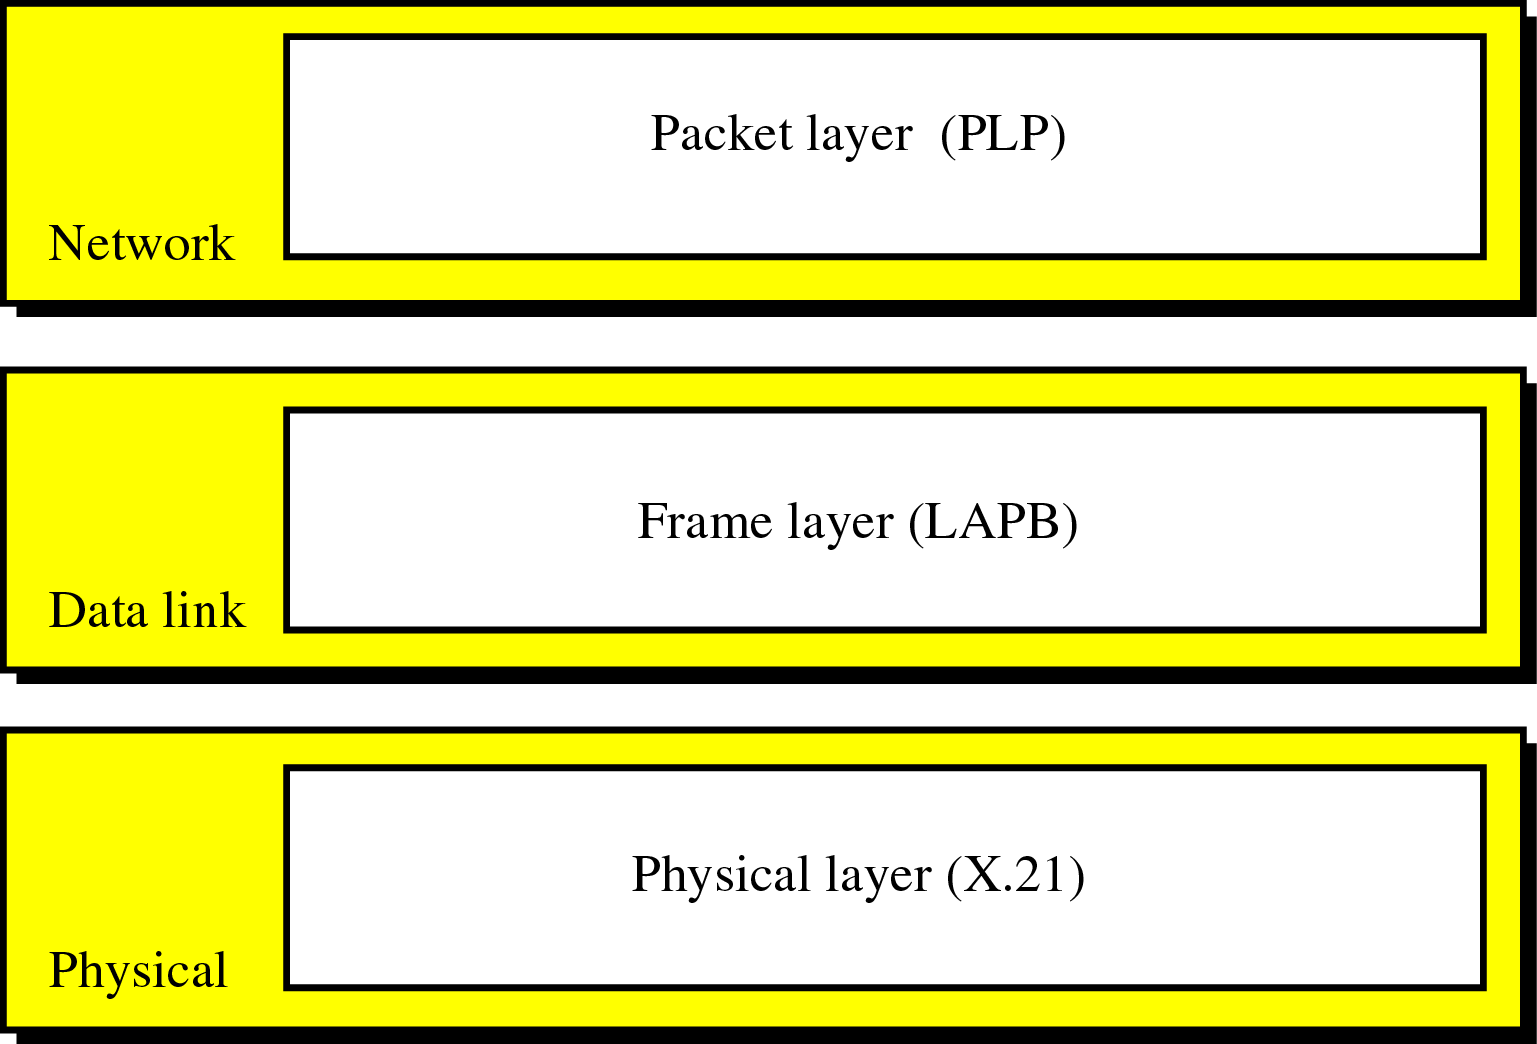 Packet layer (PLP)
Network
Frame layer (LAPB)
Data link
Physical layer (X.21)
Physical